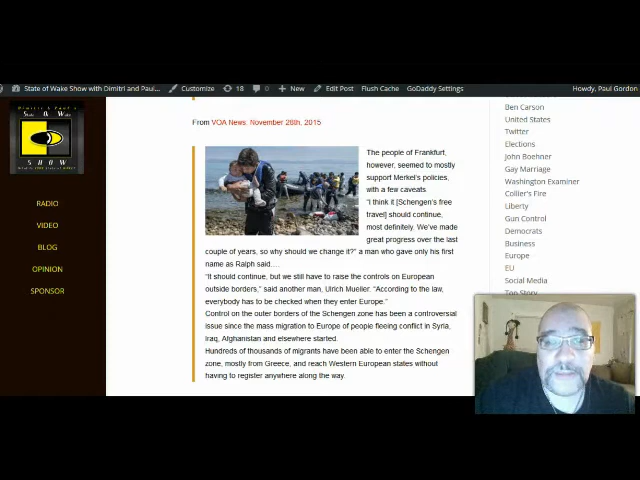 State of Wake Show with Dimitri and Paul... Customize 18 0 New Edit Post Flush Cache GoDaddy Settings Howdy, Paul Gordon
Dimitri & Paul's
State Of Wake
SHOW
RADIO
VIDEO
BLOG
OPINION
SPONSOR
From VOA News: November 26th, 2015
The people of Frankfurt,
however, seemed to mostly
support Merkel's policies,
with a few caveats.
"I think it [Schengen's free
travel] should continue,
most definitely. We've made
great progress over the last
couple of years, so why should we change it?" a man who gave only his first
name as Ralph said....
"It should continue, but we still have to raise the controls on European
outside borders," said another man, Ulrich Mueller. "According to the law,
everybody has to be checked when they enter Europe."
Control on the outer borders of the Schengen zone has been a controversial
issue since the mass migration to Europe of people fleeing conflict in Syria,
Iraq, Afghanistan and elsewhere started.
Hundreds of thousands of migrants have been able to enter the Schengen
zone, mostly from Greece, and reach Western European states without
having to register anywhere along the way.
Ben Carson
United States
Twitter
Elections
John Boehner
Gay Marriage
Washington Examiner
Collier's Fire
Liberty
Gun Control
Democrats
Business
Europe
EU
Social Media
Top Story